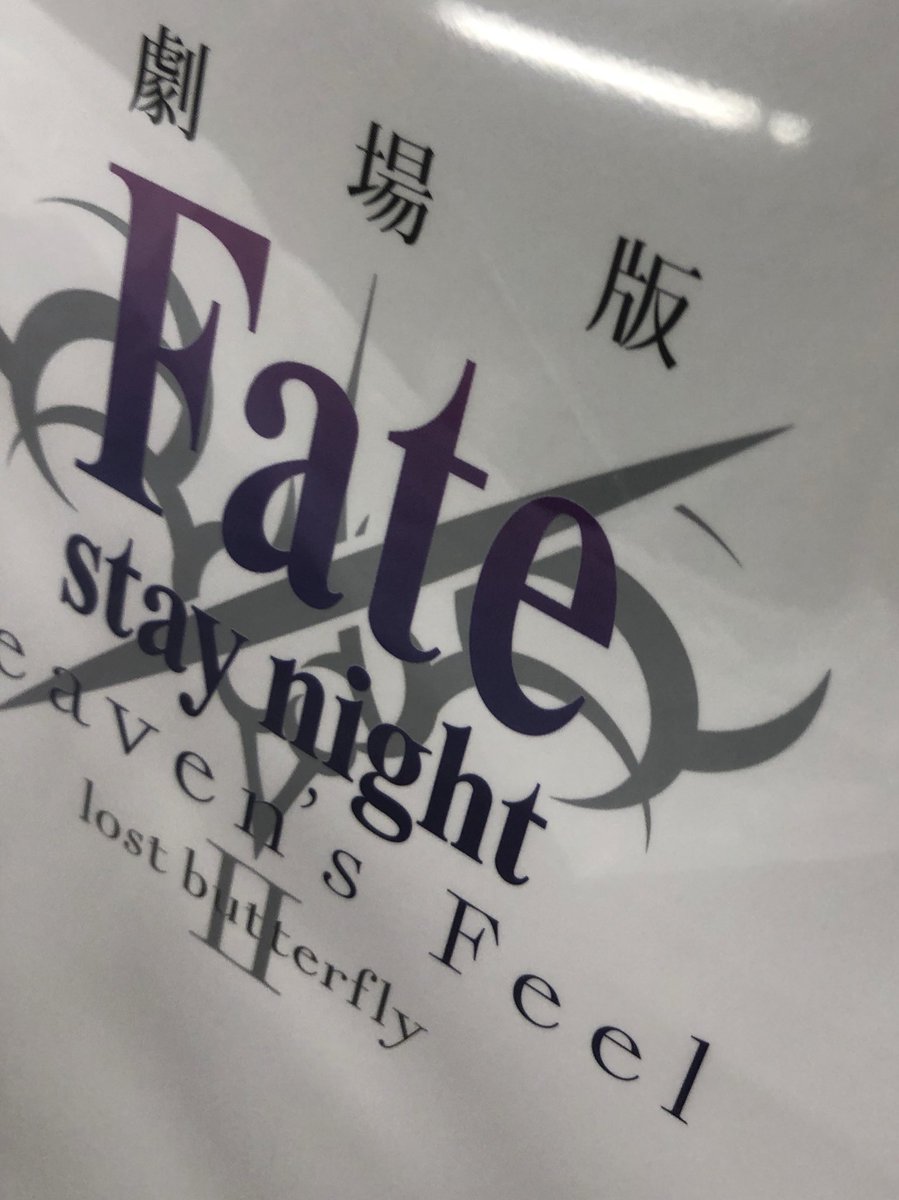 劇場版
Fate
stay night
eaven's Feel
II
lost butterfly